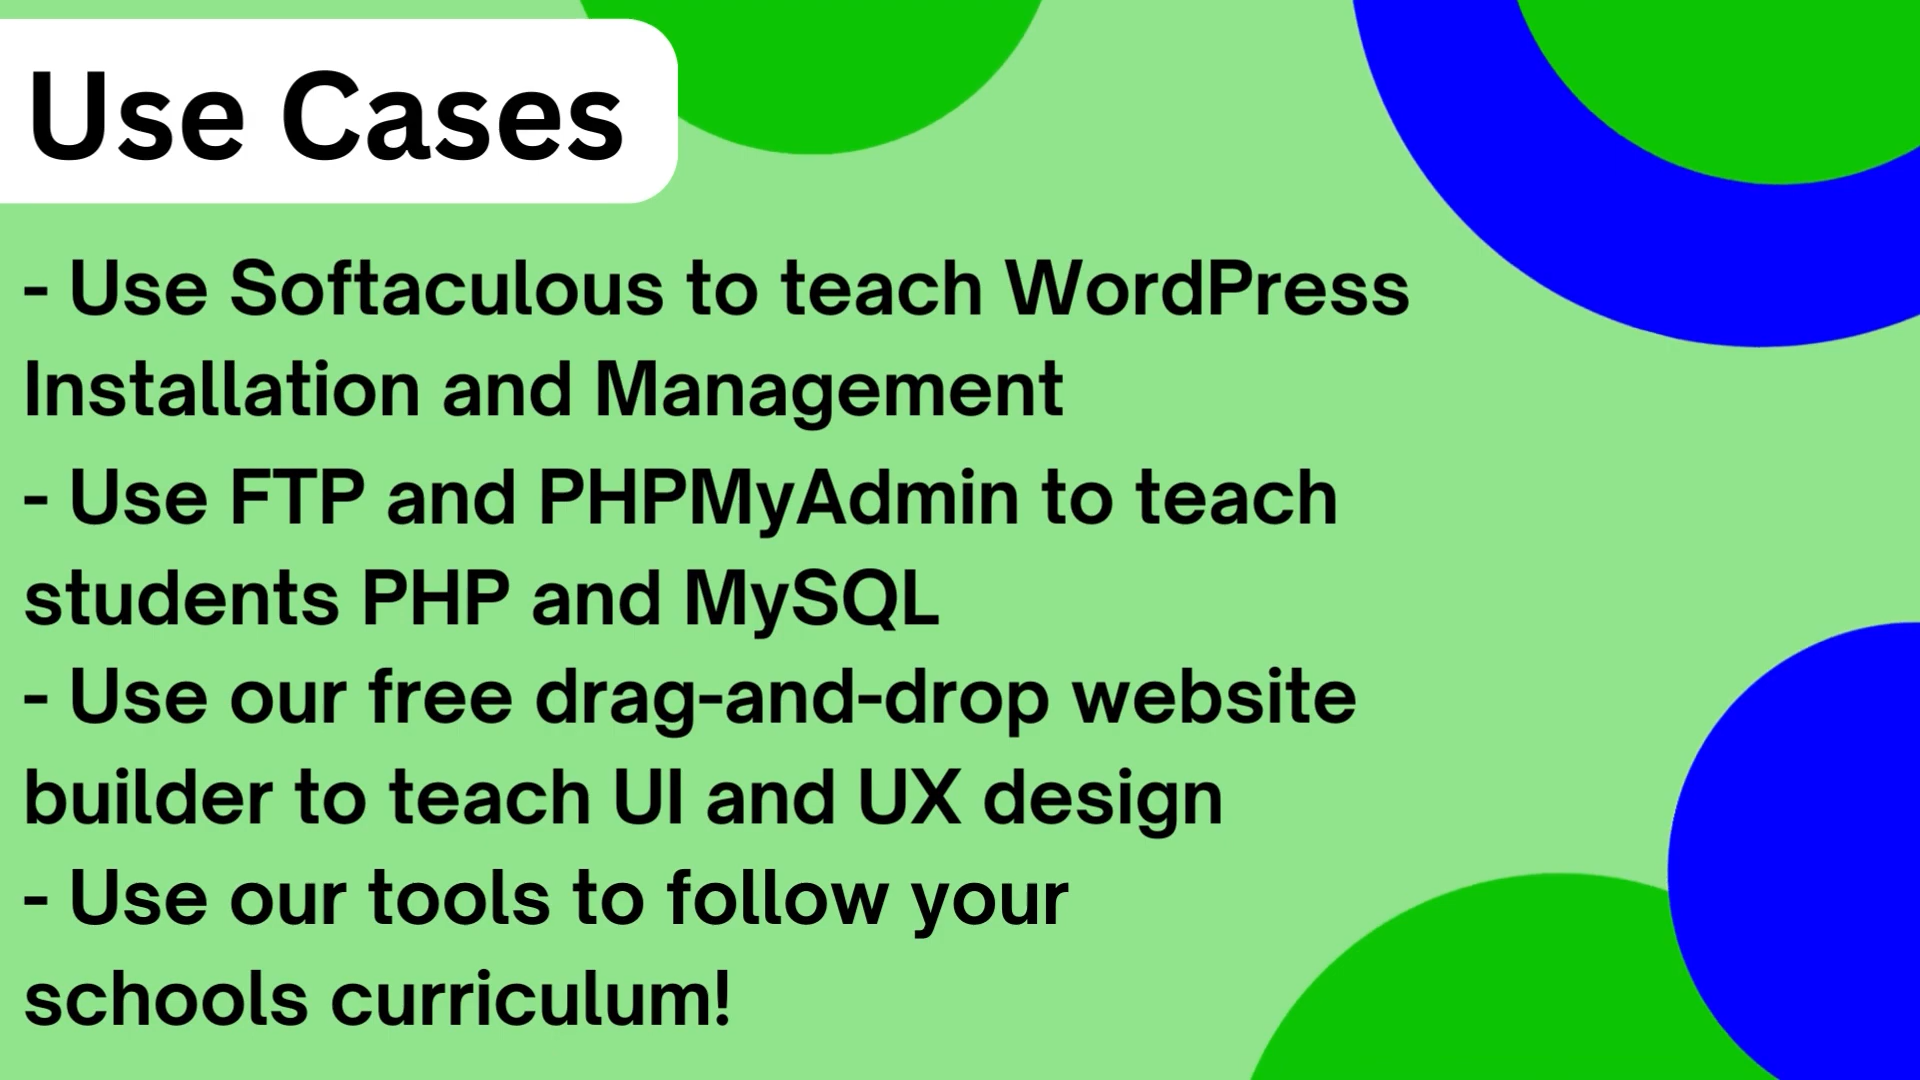 Use Cases
- Use Softaculous to teach WordPress
Installation and Management
- Use FTP and PHPMyAdmin to teach
students PHP and MySQL
- Use our free drag-and-drop website
builder to teach UI and UX design
- Use our tools to follow your
schools curriculum!